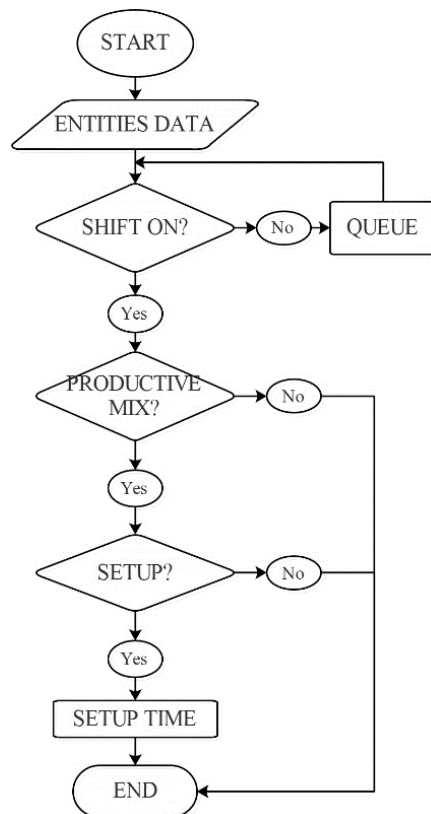 START
ENTITIES DATA
SHIFT ON?
No
QUEUE
Yes
PRODUCTIVE
MIX?
No
Yes
SETUP?
No
Yes
SETUP TIME
END